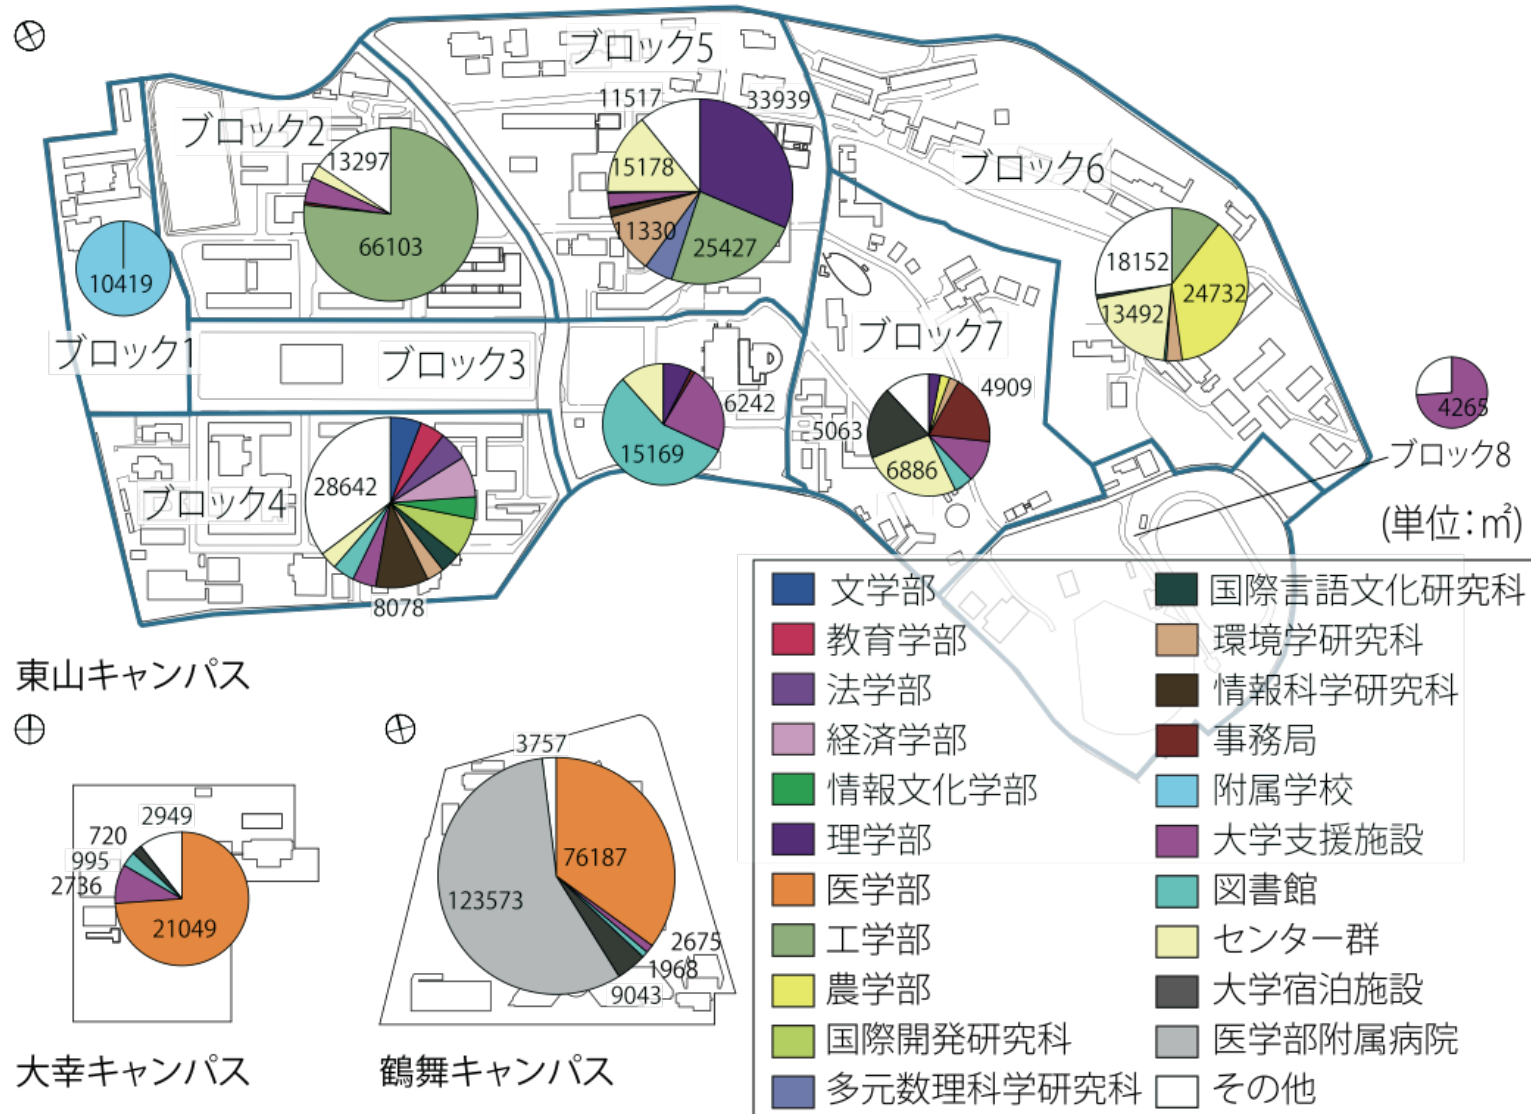 ブロック5
11517
33939
ブロック2
13297
15178
ブロック6
66103
11330
25427
18152
24732
10419
13492
ブロック1
ブロック3
ブロック7
4909
6242
4265
5063
15169
6886
ブロック8
28642
ブロック4
(単位：㎡)
8078
東山キャンパス
文学部
教育学部
法学部
経済学部
情報文化学部
理学部
医学部
工学部
農学部
国際開発研究科
多元数理科学研究科
国際言語文化研究科
環境学研究科
情報科学研究科
事務局
附属学校
大学支援施設
図書館
センター群
大学宿泊施設
医学部附属病院
その他
2949
720
995
2736
21049
大幸キャンパス
3757
76187
123573
2675
1968
9043
鶴舞キャンパス